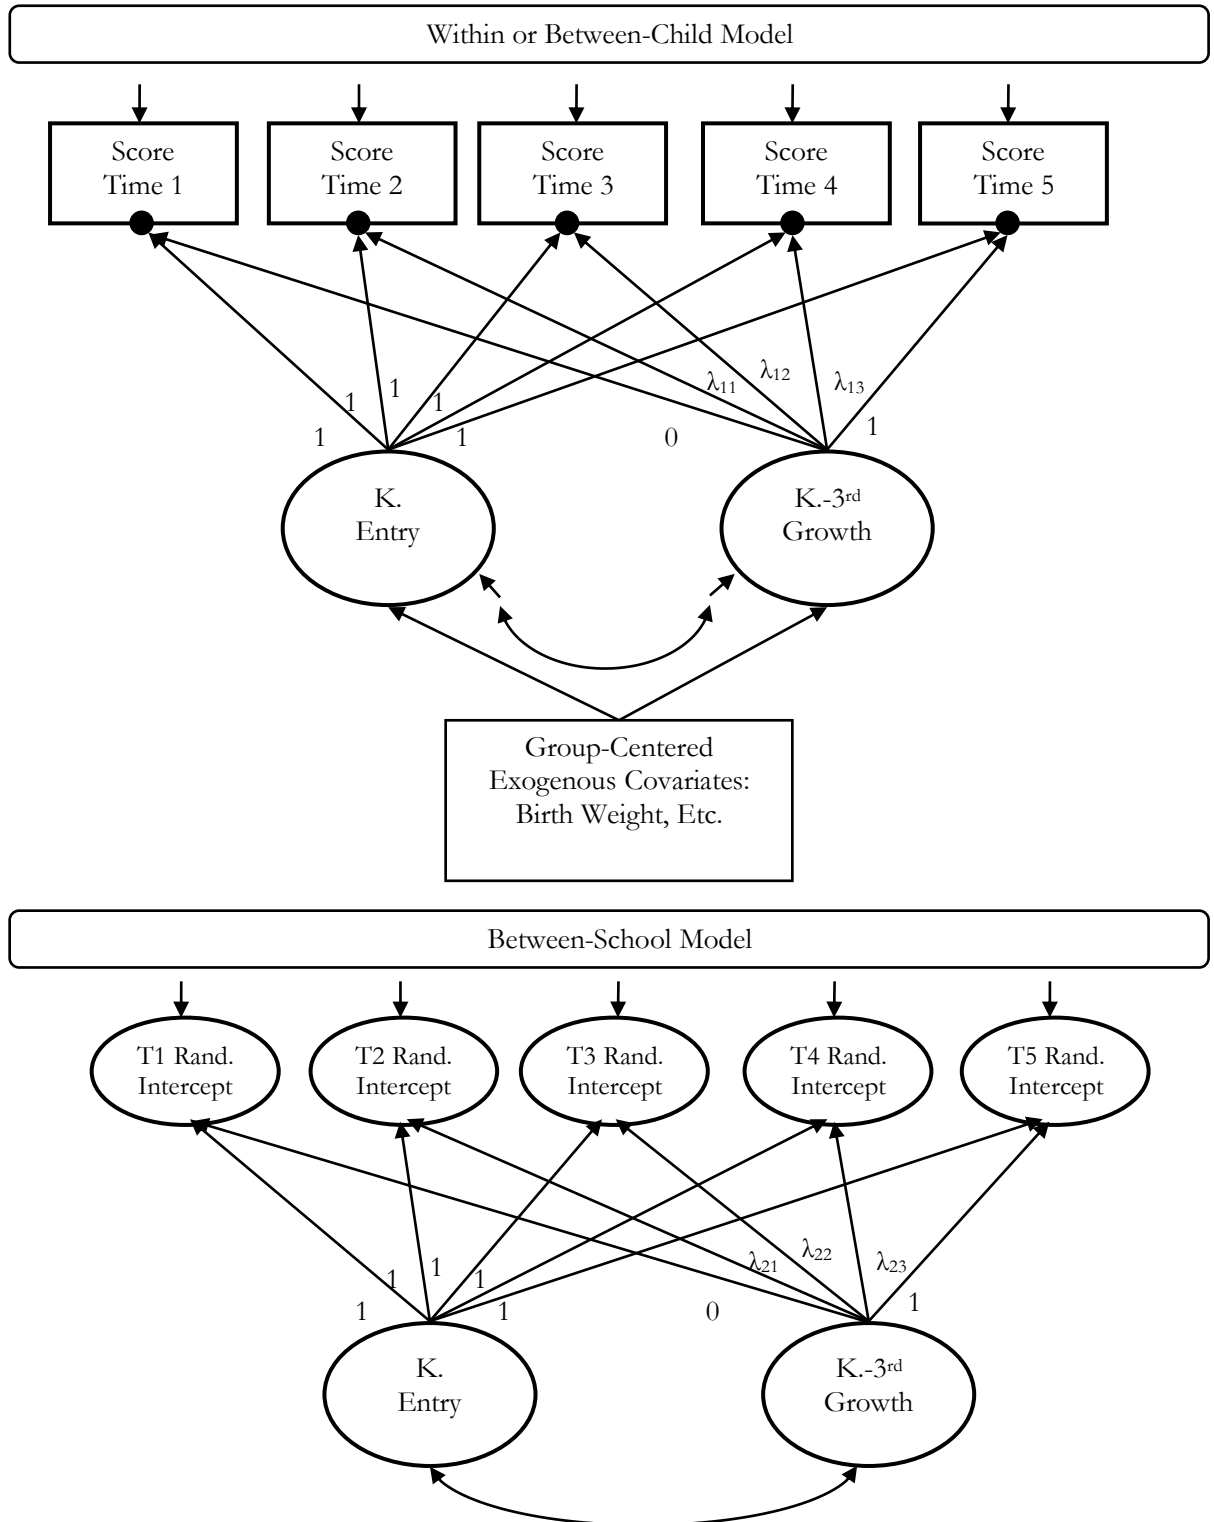 Within or Between-Child Model
Score
Time 1
Score
Time 2
Score
Time 3
Score
Time 4
Score
Time 5
λ11
λ12
λ13
1
1
1
1
1
0
1
K.
Entry
K.-3rd
Growth
Group-Centered
Exogenous Covariates:
Birth Weight, Etc.
Between-School Model
T1 Rand.
Intercept
T2 Rand.
Intercept
T3 Rand.
Intercept
T4 Rand.
Intercept
T5 Rand.
Intercept
λ21
λ22
λ23
1
1
1
1
1
0
1
K.
Entry
K.-3rd
Growth